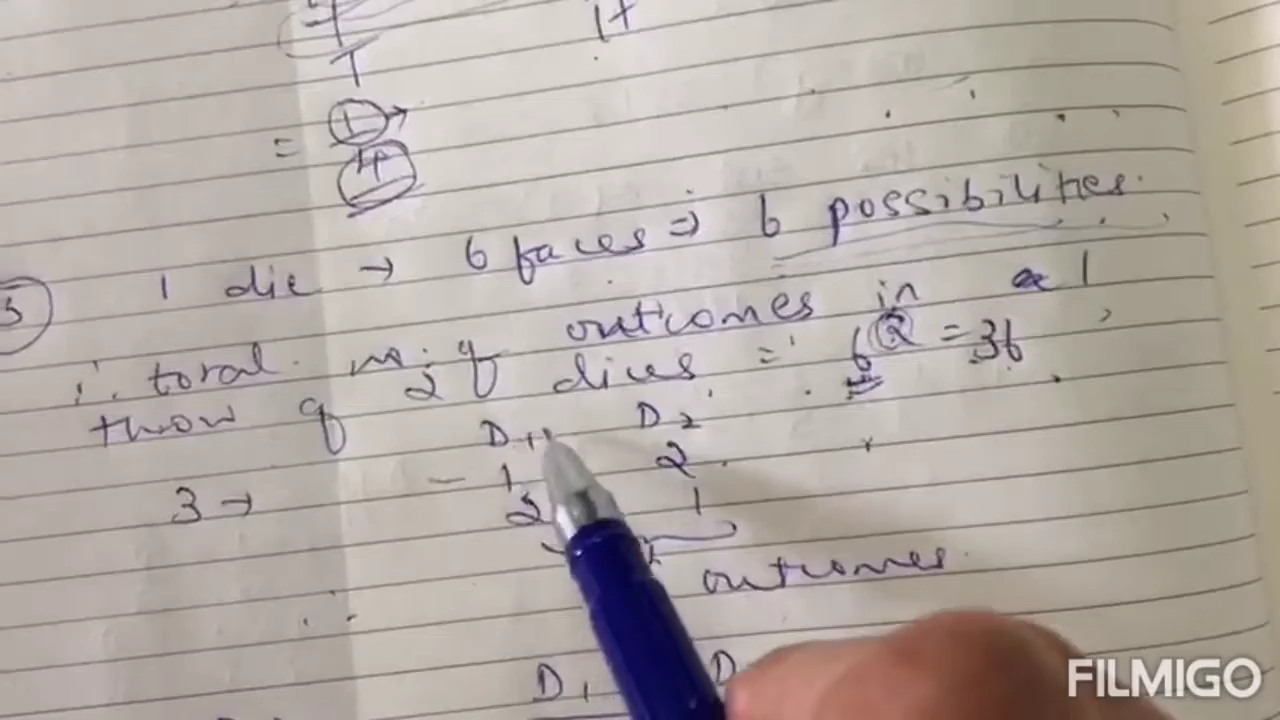 T
= 1 →
4
5 1 die → 6 faces ⇒ 6 possibilities.
∴ total no. of outcomes in a 1
throw of 2 dices = 6² = 36
D1 D2
3 → - 1 2
2 1
∴ outcomes.
D1 D
FILMIGO